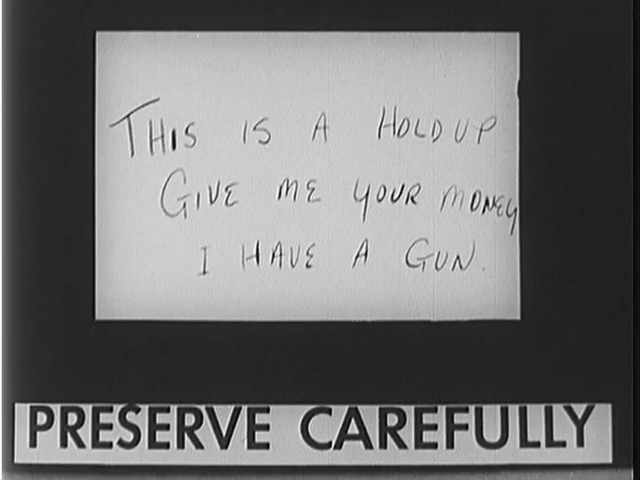 THIS IS A HOLDUP
GIVE ME YOUR MONEY
I HAVE A GUN.
PRESERVE CAREFULLY